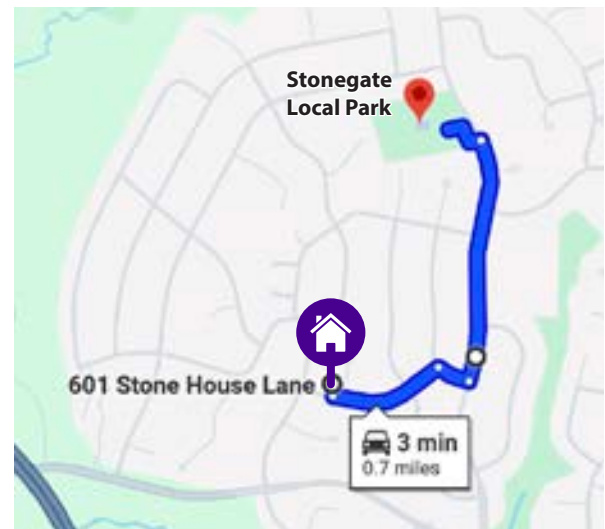 Stonegate
Local Park
601 Stone House Lane
3 min
0.7 miles